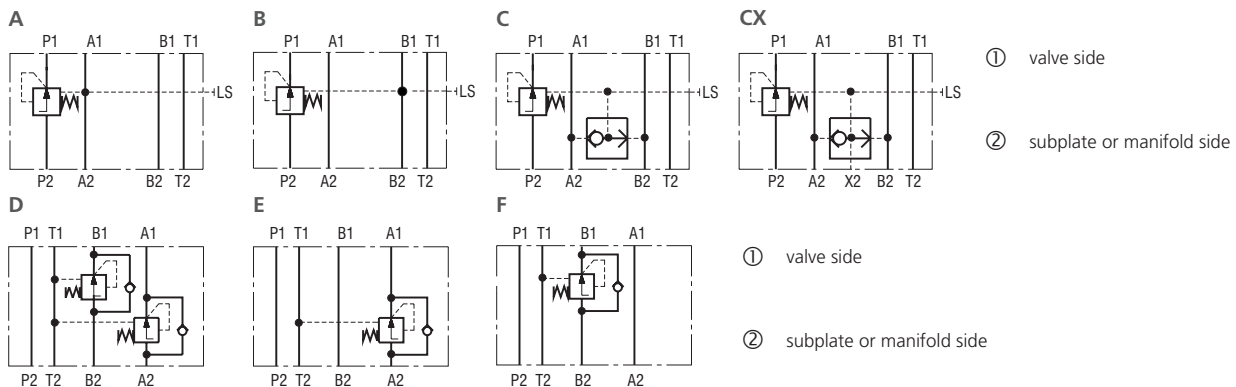 A B C CX
P1 A1 B1 T1 P1 A1 B1 T1 P1 A1 B1 T1 P1 A1 B1 T1
① valve side
LS LS LS LS
② subplate or manifold side
P2 A2 B2 T2 P2 A2 B2 T2 P2 A2 B2 T2 P2 A2 X2 B2 T2
D E F
P1 T1 B1 A1 P1 T1 B1 A1 P1 T1 B1 A1
① valve side
② subplate or manifold side
P2 T2 B2 A2 P2 T2 B2 A2 P2 T2 B2 A2